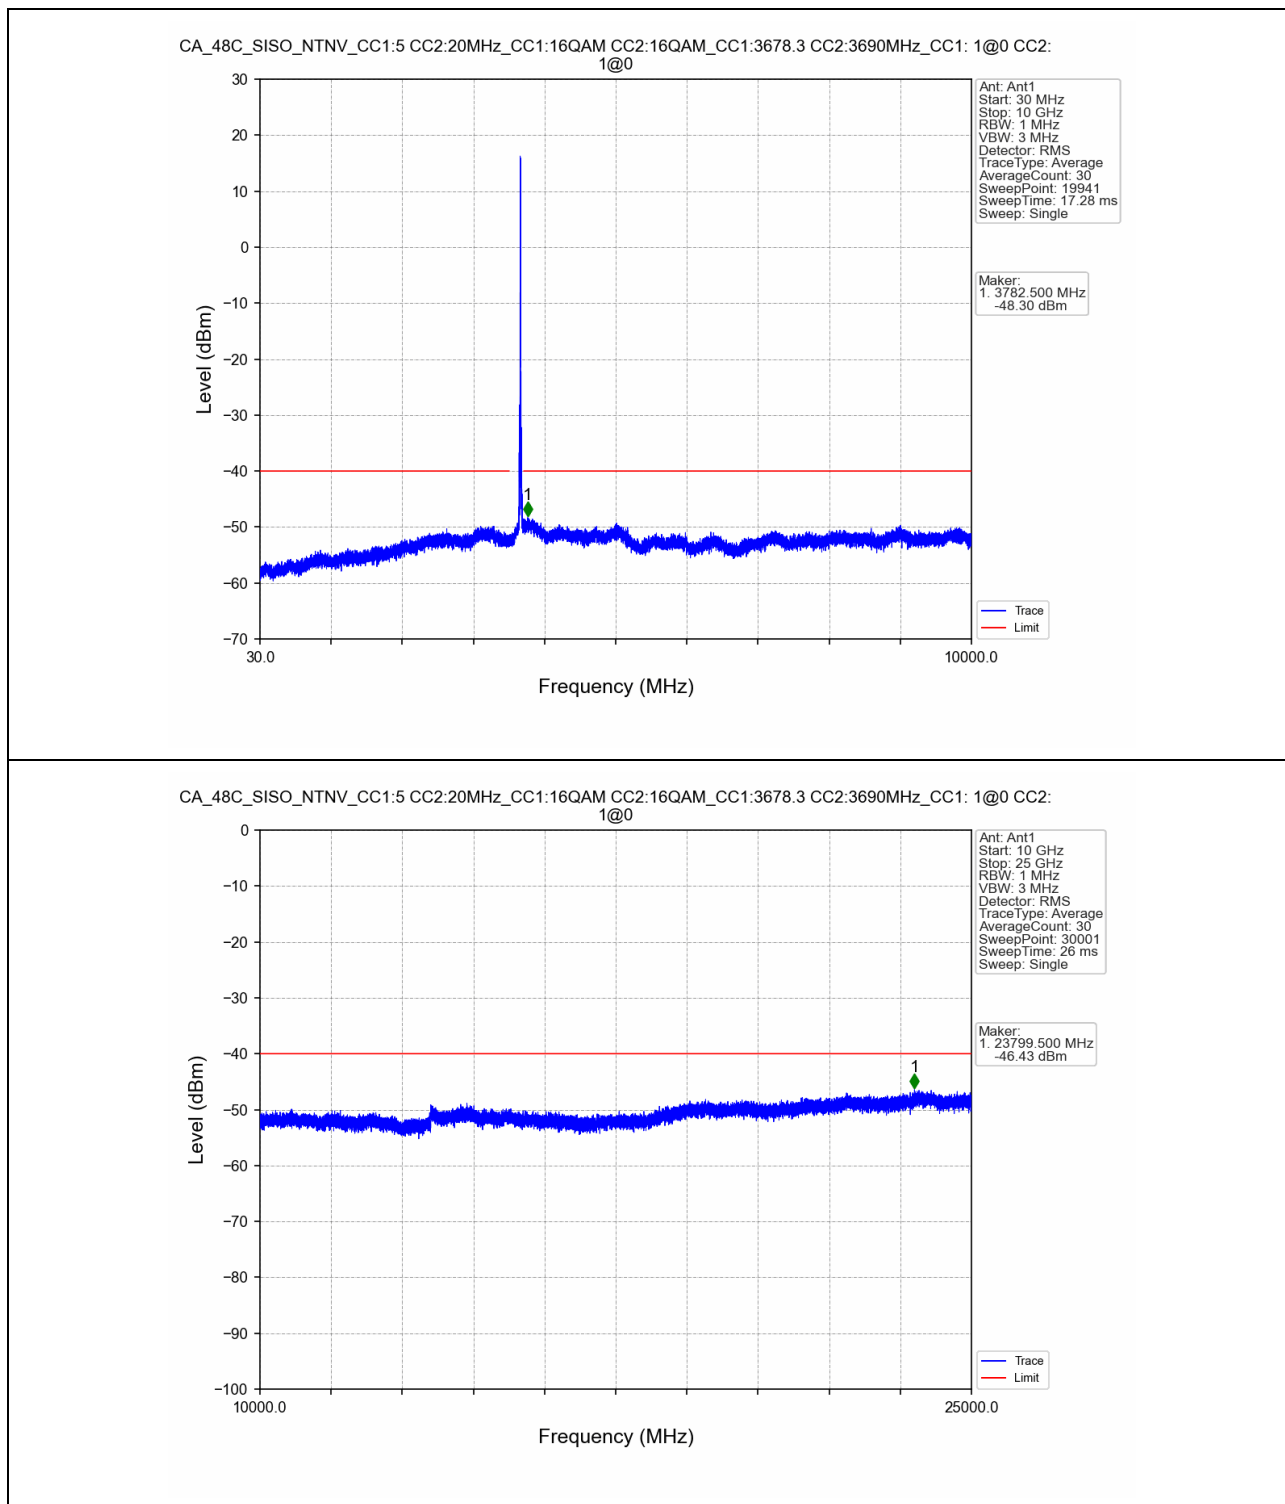 CA_48C_SISO_NTNV_CC1:5 CC2:20MHz_CC1:16QAM CC2:16QAM_CC1:3678.3 CC2:3690MHz_CC1: 1@0 CC2:
1@0
30
20
10
0
−10
−20
−30
−40
−50
−60
−70
Level (dBm)
30.0
10000.0
Frequency (MHz)
1
Ant: Ant1
Start: 30 MHz
Stop: 10 GHz
RBW: 1 MHz
VBW: 3 MHz
Detector: RMS
TraceType: Average
AverageCount: 30
SweepPoint: 19941
SweepTime: 17.28 ms
Sweep: Single
Maker:
1. 3782.500 MHz
-48.30 dBm
Trace
Limit
CA_48C_SISO_NTNV_CC1:5 CC2:20MHz_CC1:16QAM CC2:16QAM_CC1:3678.3 CC2:3690MHz_CC1: 1@0 CC2:
1@0
0
−10
−20
−30
−40
−50
−60
−70
−80
−90
−100
Level (dBm)
10000.0
25000.0
Frequency (MHz)
1
Ant: Ant1
Start: 10 GHz
Stop: 25 GHz
RBW: 1 MHz
VBW: 3 MHz
Detector: RMS
TraceType: Average
AverageCount: 30
SweepPoint: 30001
SweepTime: 26 ms
Sweep: Single
Maker:
1. 23799.500 MHz
-46.43 dBm
Trace
Limit